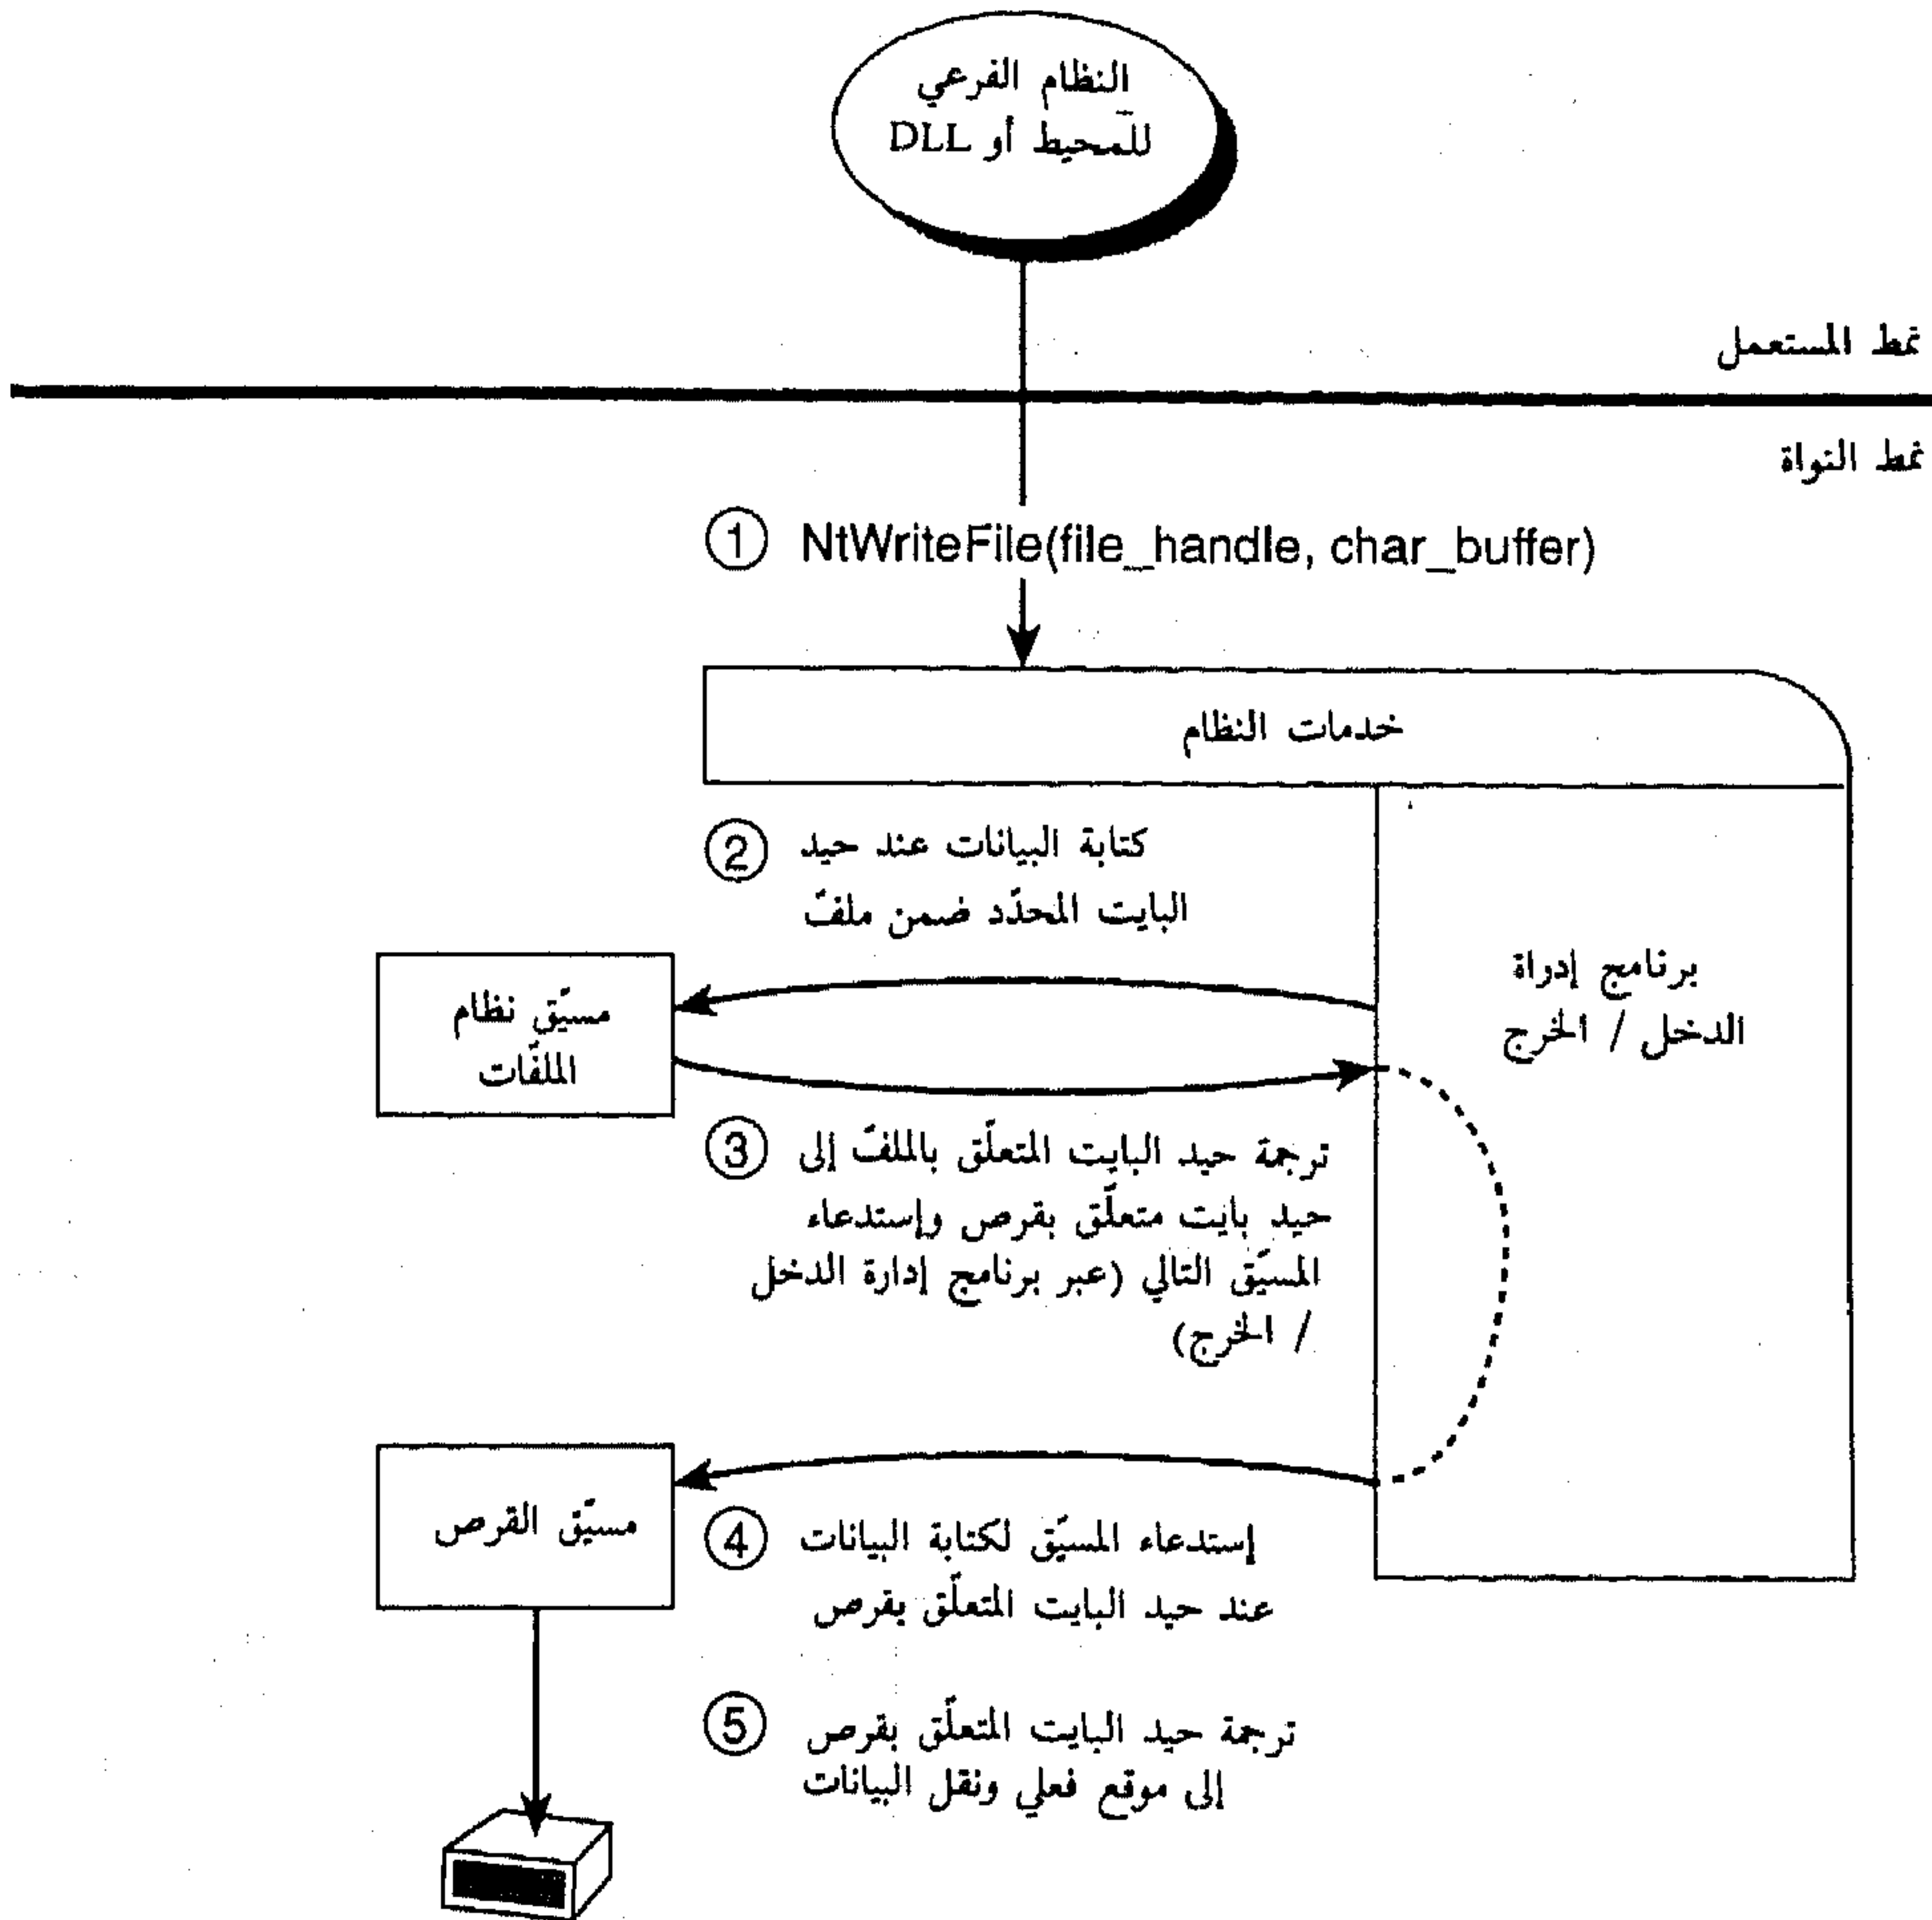 النظام الفرعي
للمحيط أو DLL
نمط المستعمل
نمط النواة
① NtWriteFile(file_handle, char_buffer)
خدمات النظام
② كتابة البيانات عند حيد
البايت المحدّد ضمن ملفّ
برنامج إدواة
الدخل / الخرج
مسيّق نظام
الملفّات
③ ترجمة حيد البايت المتعلّق بالملفّ إلى
حيد بايت متعلّق بقرص وإستدعاء
المسيّق التالي (عبر برنامج إدارة الدخل
/ الخرج)
مسيّق القرص
④ إستدعاء المسيّق لكتابة البيانات
عند حيد البايت المتعلّق بقرص
⑤ ترجمة حيد البايت المتعلّق بقرص
إلى موقع فعلي ونقل البيانات